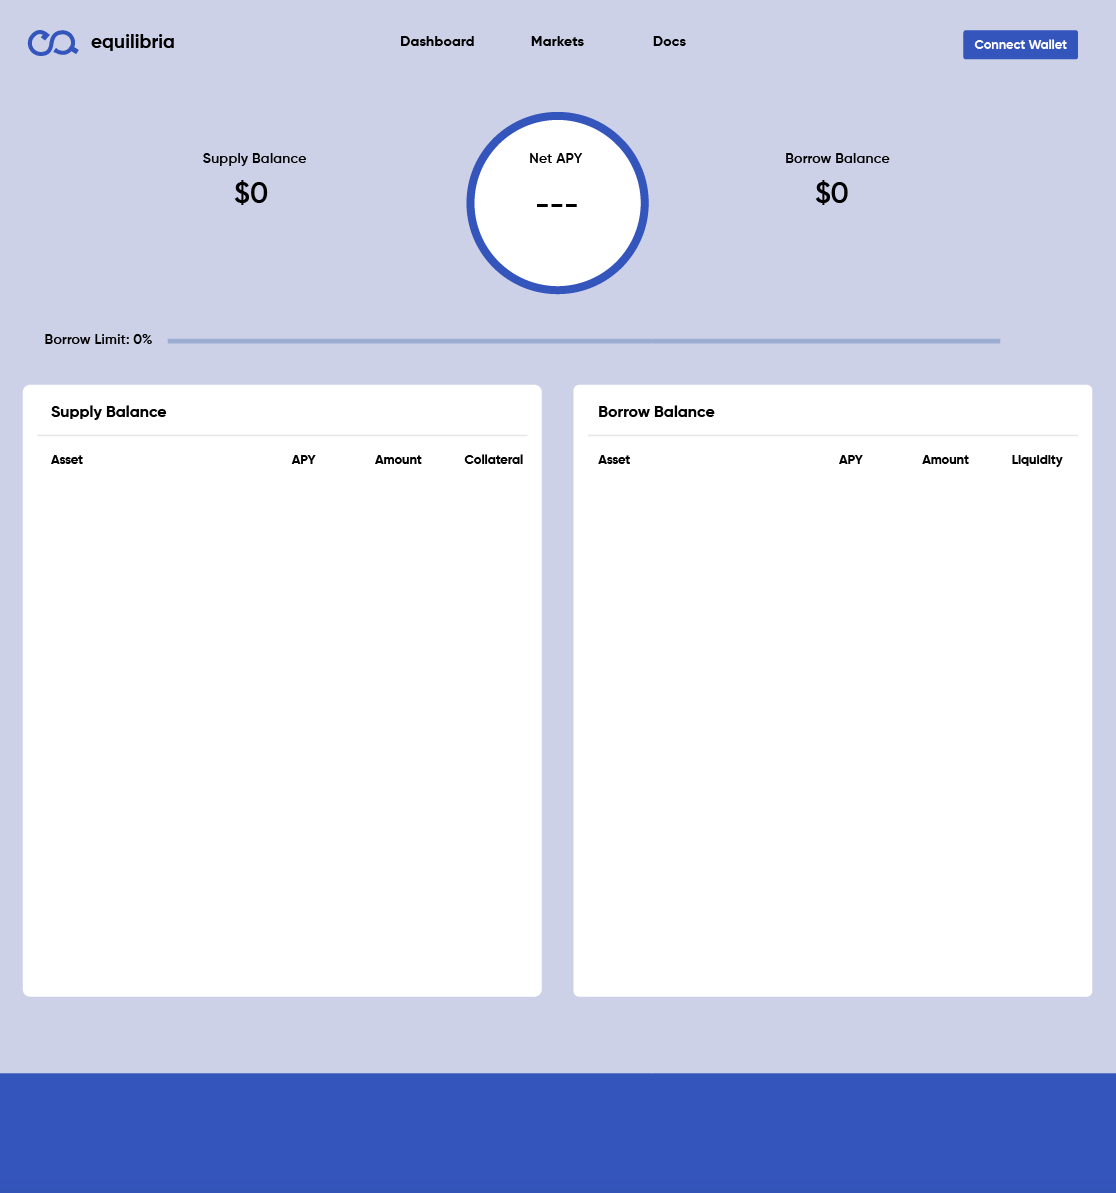 equilibria
Dashboard
Markets
Docs
Connect Wallet
Supply Balance
$0
Net APY
---
Borrow Balance
$0
Borrow Limit: 0%
Supply Balance
Asset APY Amount Collateral
Borrow Balance
Asset APY Amount Liquidity